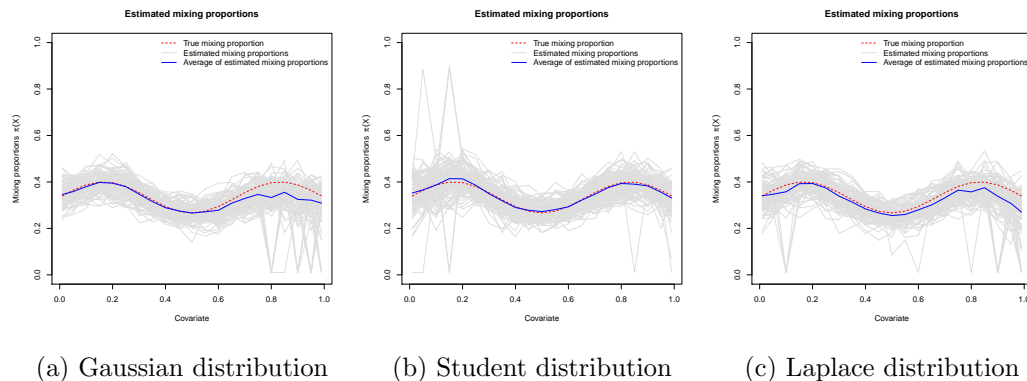 Estimated mixing proportions
True mixing proportion
Estimated mixing proportions
Average of estimated mixing proportions
Mixing proportions π(X)
1.0
0.8
0.6
0.4
0.2
0.0
0.0 0.2 0.4 0.6 0.8 1.0
Covariate
(a) Gaussian distribution
Estimated mixing proportions
True mixing proportion
Estimated mixing proportions
Average of estimated mixing proportions
Mixing proportions π(X)
1.0
0.8
0.6
0.4
0.2
0.0
0.0 0.2 0.4 0.6 0.8 1.0
Covariate
(b) Student distribution
Estimated mixing proportions
True mixing proportion
Estimated mixing proportions
Average of estimated mixing proportions
Mixing proportions π(X)
1.0
0.8
0.6
0.4
0.2
0.0
0.0 0.2 0.4 0.6 0.8 1.0
Covariate
(c) Laplace distribution